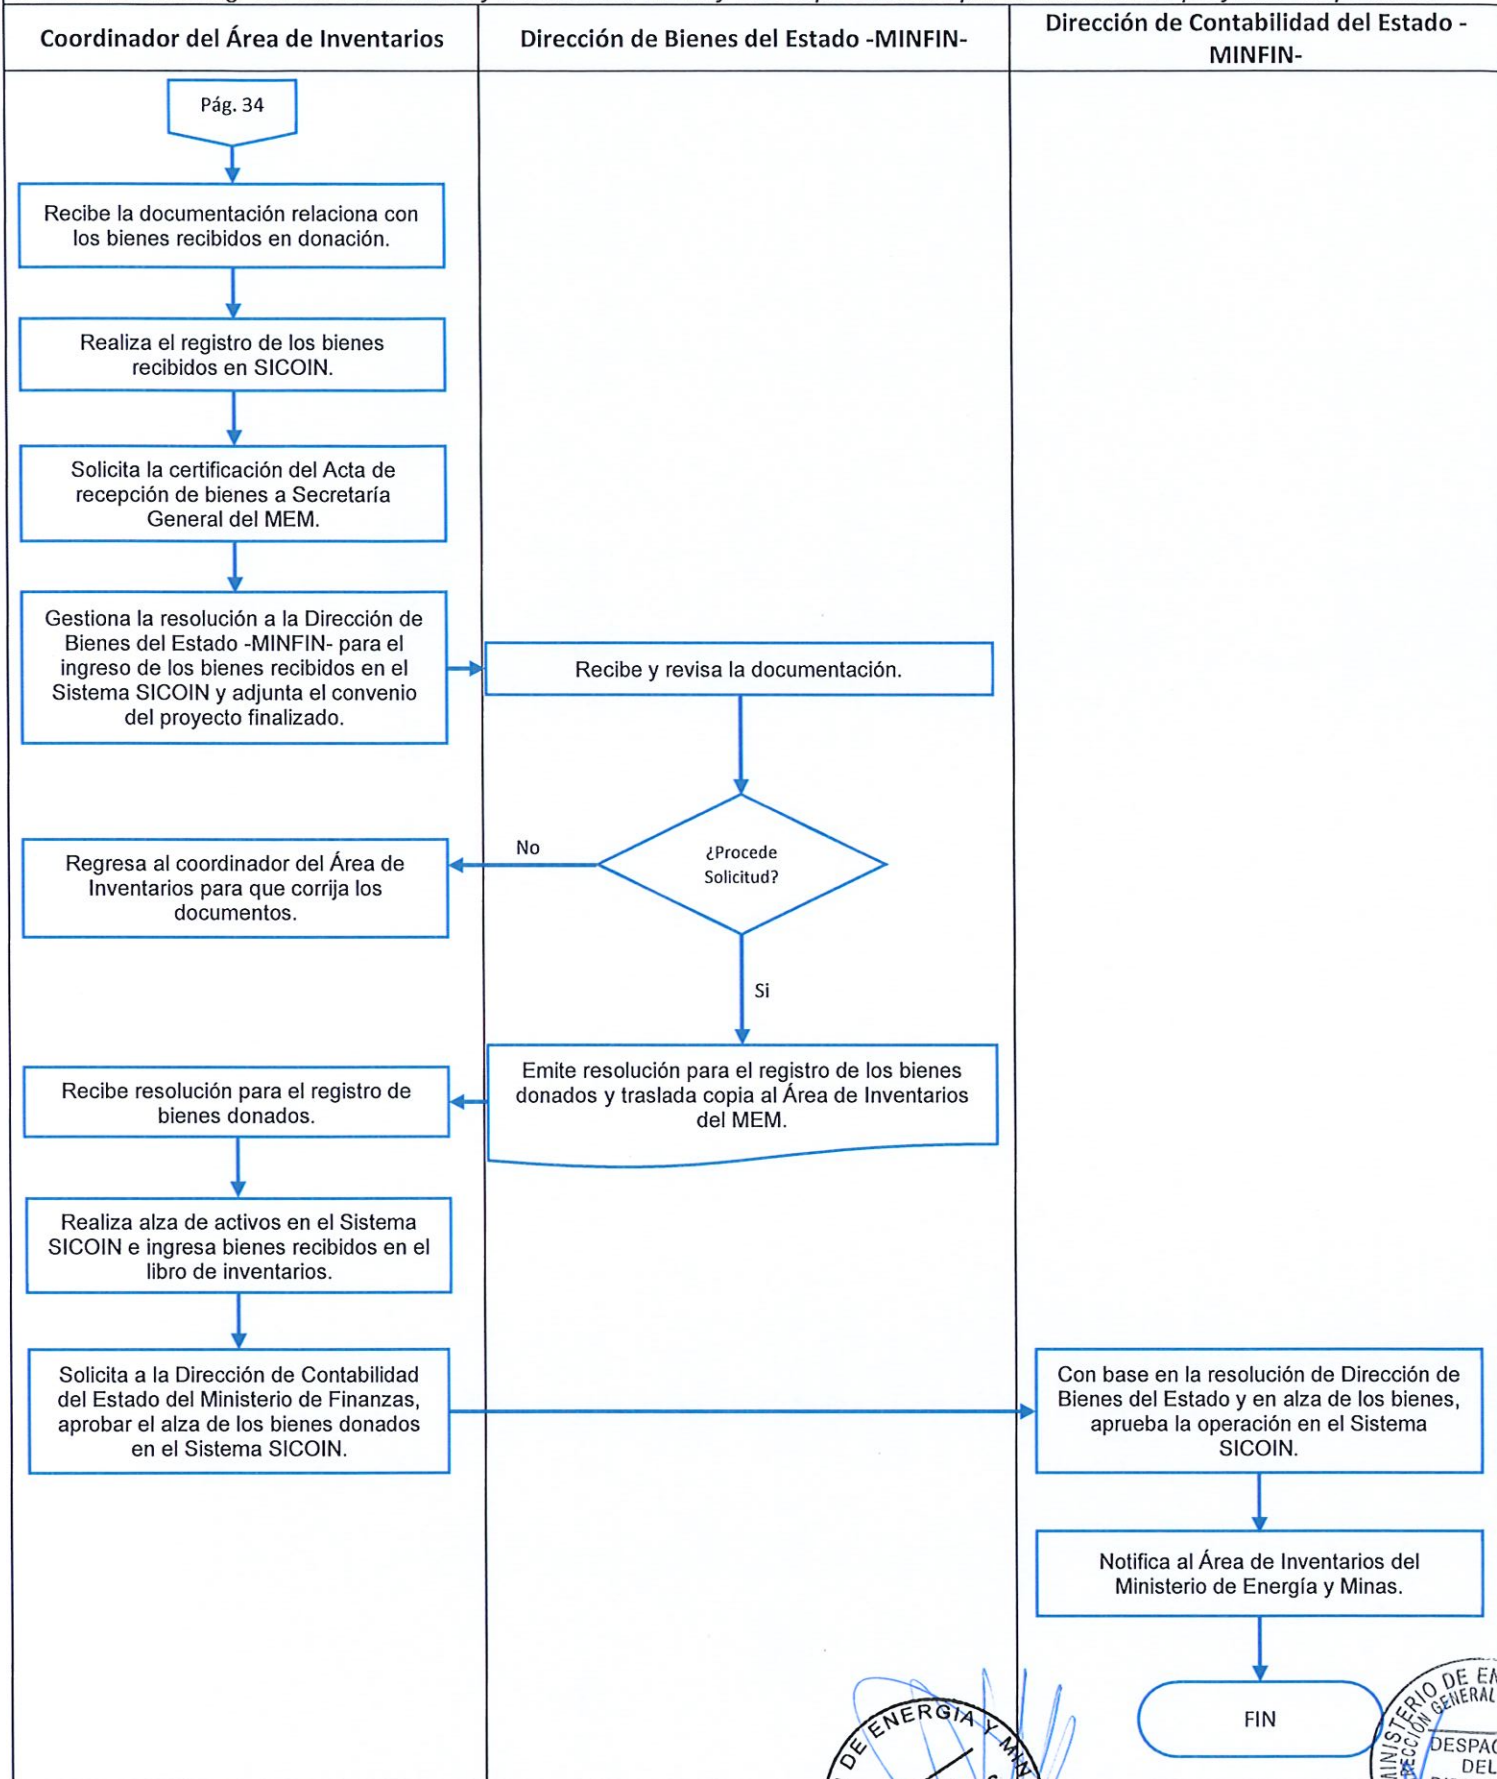 Coordinador del Área de Inventarios
Dirección de Bienes del Estado -MINFIN-
Dirección de Contabilidad del Estado -
MINFIN-
Pág. 34
Recibe la documentación relaciona con
los bienes recibidos en donación.
Realiza el registro de los bienes
recibidos en SICOIN.
Solicita la certificación del Acta de
recepción de bienes a Secretaría
General del MEM.
Gestiona la resolución a la Dirección de
Bienes del Estado -MINFIN- para el
ingreso de los bienes recibidos en el
Sistema SICOIN y adjunta el convenio
del proyecto finalizado.
Recibe y revisa la documentación.
¿Procede
Solicitud?
No
Regresa al coordinador del Área de
Inventarios para que corrija los
documentos.
Si
Emite resolución para el registro de los bienes
donados y traslada copia al Área de Inventarios
del MEM.
Recibe resolución para el registro de
bienes donados.
Realiza alza de activos en el Sistema
SICOIN e ingresa bienes recibidos en el
libro de inventarios.
Solicita a la Dirección de Contabilidad
del Estado del Ministerio de Finanzas,
aprobar el alza de los bienes donados
en el Sistema SICOIN.
Con base en la resolución de Dirección de
Bienes del Estado y en alza de los bienes,
aprueba la operación en el Sistema
SICOIN.
Notifica al Área de Inventarios del
Ministerio de Energía y Minas.
FIN
DE ENERGIA Y MIN
DE EN
GENERAL
DESPAC
DEL